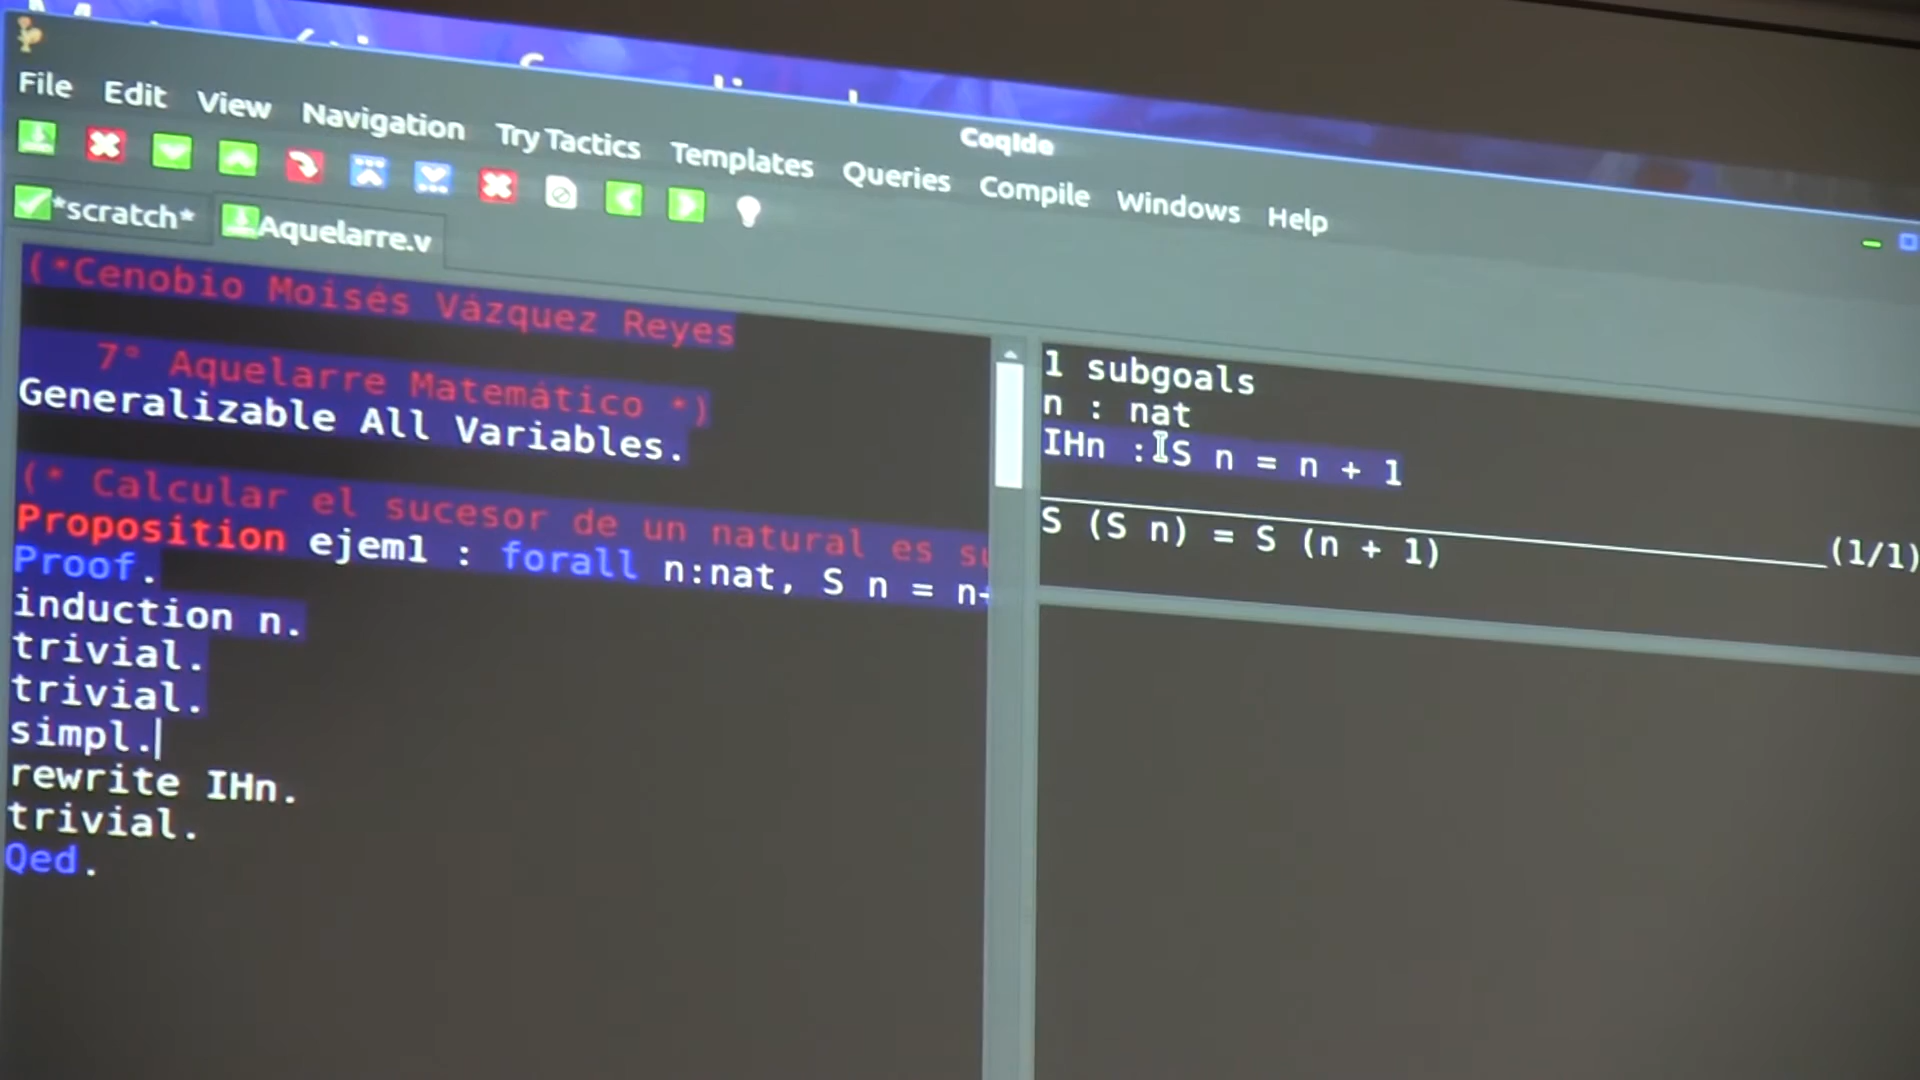 CoqIde
File Edit View Navigation Try Tactics Templates Queries Compile Windows Help
*scratch* Aquelarre.v
(*Cenobio Moisés Vázquez Reyes
7° Aquelarre Matemático *)
Generalizable All Variables.
(* Calcular el sucesor de un natural es su
Proposition ejem1 : forall n:nat, S n = n+
Proof.
induction n.
trivial.
trivial.
simpl.
rewrite IHn.
trivial.
Qed.
1 subgoals
n : nat
IHn : S n = n + 1
(1/1)
S (S n) = S (n + 1)